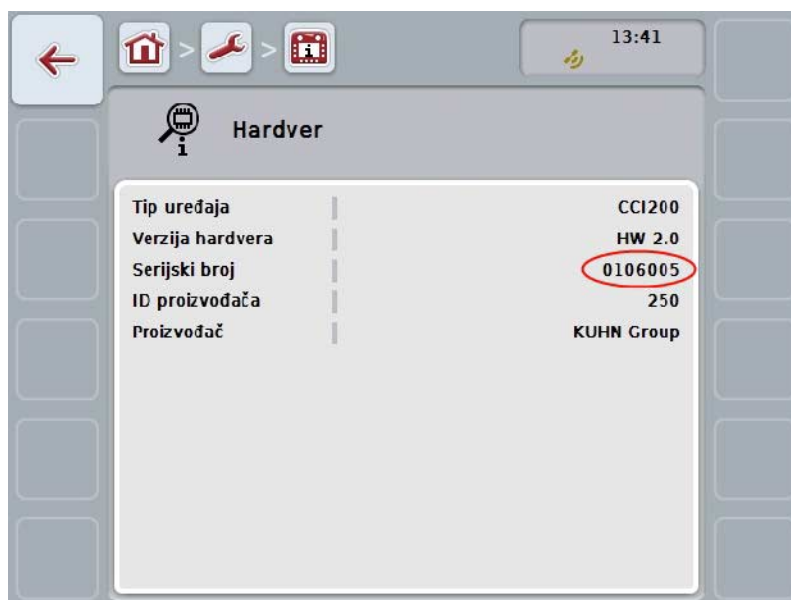 13:41
Hardver
Tip uređaja CCI200
Verzija hardvera HW 2.0
Serijski broj 0106005
ID proizvođača 250
Proizvođač KUHN Group